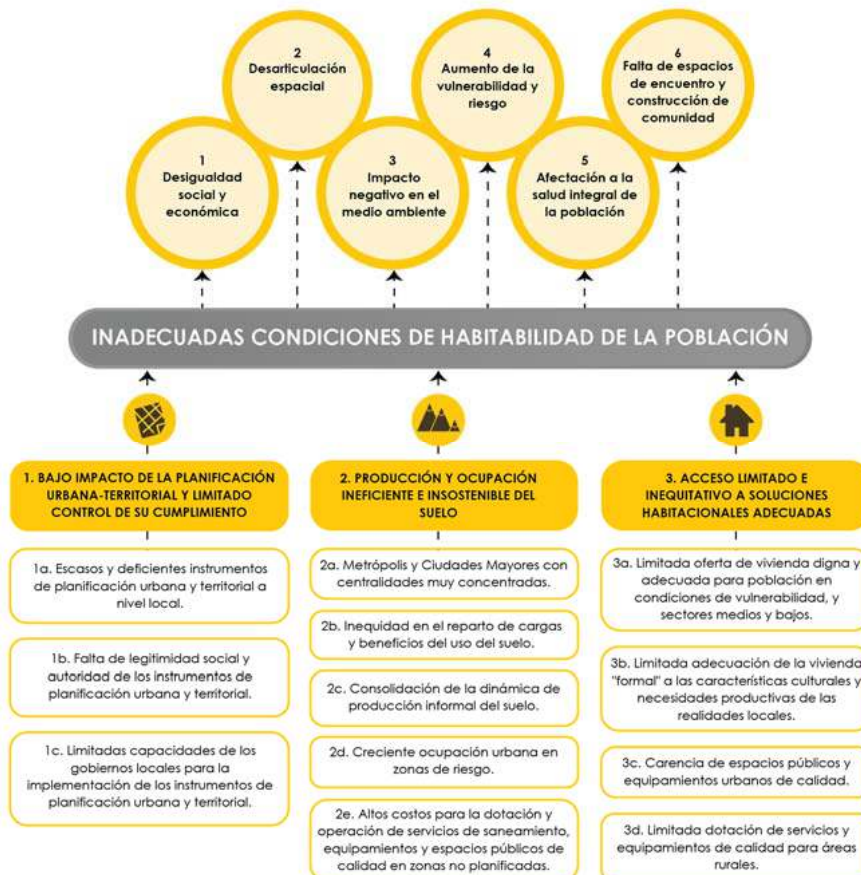 1
Desigualdad
social y
económica
2
Desarticulación
espacial
3
Impacto
negativo en el
medio ambiente
4
Aumento de la
vulnerabilidad y
riesgo
5
Afectación a la
salud integral de
la población
6
Falta de espacios
de encuentro y
construcción de
comunidad
INADECUADAS CONDICIONES DE HABITABILIDAD DE LA POBLACIÓN
1. BAJO IMPACTO DE LA PLANIFICACIÓN
URBANA-TERRITORIAL Y LIMITADO
CONTROL DE SU CUMPLIMIENTO
1a. Escasos y deficientes instrumentos
de planificación urbana y territorial a
nivel local.
1b. Falta de legitimidad social y
autoridad de los instrumentos de
planificación urbana y territorial.
1c. Limitadas capacidades de los
gobiernos locales para la
implementación de los instrumentos de
planificación urbana y territorial.
2. PRODUCCIÓN Y OCUPACIÓN
INEFICIENTE E INSOSTENIBLE DEL
SUELO
2a. Metrópolis y Ciudades Mayores con
centralidades muy concentradas.
2b. Inequidad en el reparto de cargas
y beneficios del uso del suelo.
2c. Consolidación de la dinámica de
producción informal del suelo.
2d. Creciente ocupación urbana en
zonas de riesgo.
2e. Altos costos para la dotación y
operación de servicios de saneamiento,
equipamientos y espacios públicos de
calidad en zonas no planificadas.
3. ACCESO LIMITADO E
INEQUITATIVO A SOLUCIONES
HABITACIONALES ADECUADAS
3a. Limitada oferta de vivienda digna y
adecuada para población en
condiciones de vulnerabilidad, y
sectores medios y bajos.
3b. Limitada adecuación de la vivienda
"formal" a las características culturales y
necesidades productivas de las
realidades locales.
3c. Carencia de espacios públicos y
equipamientos urbanos de calidad.
3d. Limitada dotación de servicios y
equipamientos de calidad para áreas
rurales.